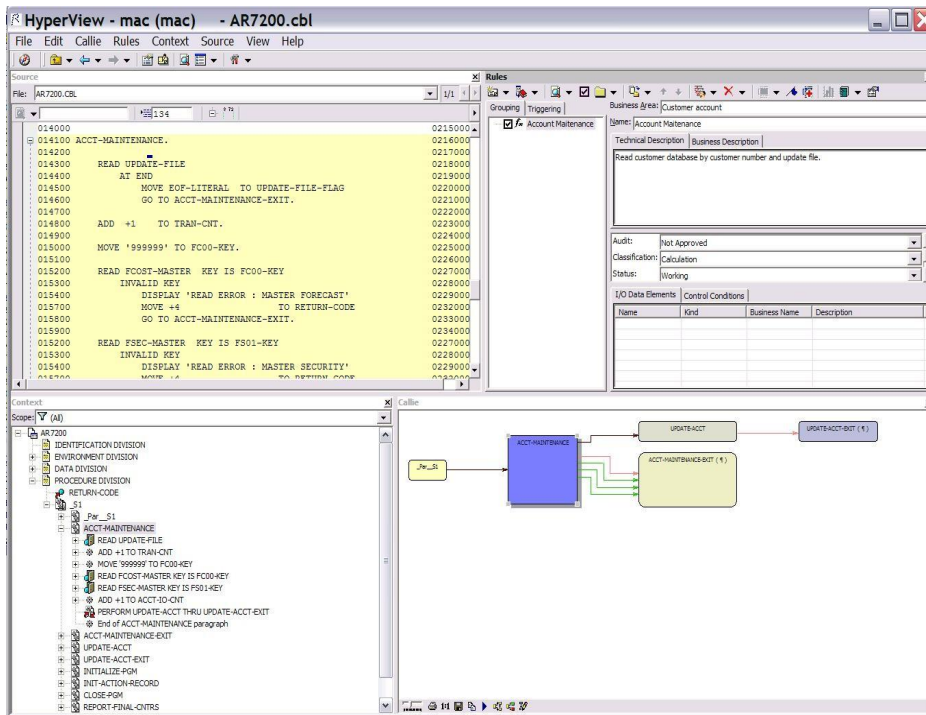 HyperView - mac (mac) - AR7200.cbl
File Edit Callie Rules Context Source View Help
Source
File: AR7200.CBL
1/1
134
014000 0215000
014100 ACCT-MAINTENANCE. 0216000
014200 0217000
014300 READ UPDATE-FILE 0218000
014400 AT END 0219000
014500 MOVE EOF-LITERAL TO UPDATE-FILE-FLAG 0220000
014600 GO TO ACCT-MAINTENANCE-EXIT. 0221000
014700 0222000
014800 ADD +1 TO TRAN-CNT. 0223000
014900 0224000
015000 MOVE '999999' TO FC00-KEY. 0225000
015100 0226000
015200 READ FCOST-MASTER KEY IS FC00-KEY 0227000
015300 INVALID KEY 0228000
015400 DISPLAY 'READ ERROR : MASTER FORECAST' 0229000
015700 MOVE +4 TO RETURN-CODE 0232000
015800 GO TO ACCT-MAINTENANCE-EXIT. 0233000
015900 0234000
015200 READ FSEC-MASTER KEY IS FS01-KEY 0227000
015300 INVALID KEY 0228000
015400 DISPLAY 'READ ERROR : MASTER SECURITY' 0229000
015700 MOVE +4 TO RETURN-CODE 0232000
Rules
Grouping Triggering
Account Maitenance
Business Area: Customer account
Name: Account Maitenance
Technical Description Business Description
Read customer database by customer number and update file.
Audit: Not Approved
Classification: Calculation
Status: Working
I/O Data Elements Control Conditions
Name Kind Business Name Description
Context
Scope: (All)
AR7200
IDENTIFICATION DIVISION
ENVIRONMENT DIVISION
DATA DIVISION
PROCEDURE DIVISION
RETURN-CODE
_S1
_Par__S1
ACCT-MAINTENANCE
READ UPDATE-FILE
ADD +1 TO TRAN-CNT
MOVE '999999' TO FC00-KEY
READ FCOST-MASTER KEY IS FC00-KEY
READ FSEC-MASTER KEY IS FS01-KEY
ADD +1 TO ACCT-IO-CNT
PERFORM UPDATE-ACCT THRU UPDATE-ACCT-EXIT
End of ACCT-MAINTENANCE paragraph
ACCT-MAINTENANCE-EXIT
UPDATE-ACCT
UPDATE-ACCT-EXIT
INITIALIZE-PGM
INIT-ACTION-RECORD
CLOSE-PGM
REPORT-FINAL-CNTRS
Callie
_Par__S1
ACCT-MAINTENANCE
UPDATE-ACCT
UPDATE-ACCT-EXIT ( ¶ )
ACCT-MAINTENANCE-EXIT ( ¶ )
1:1